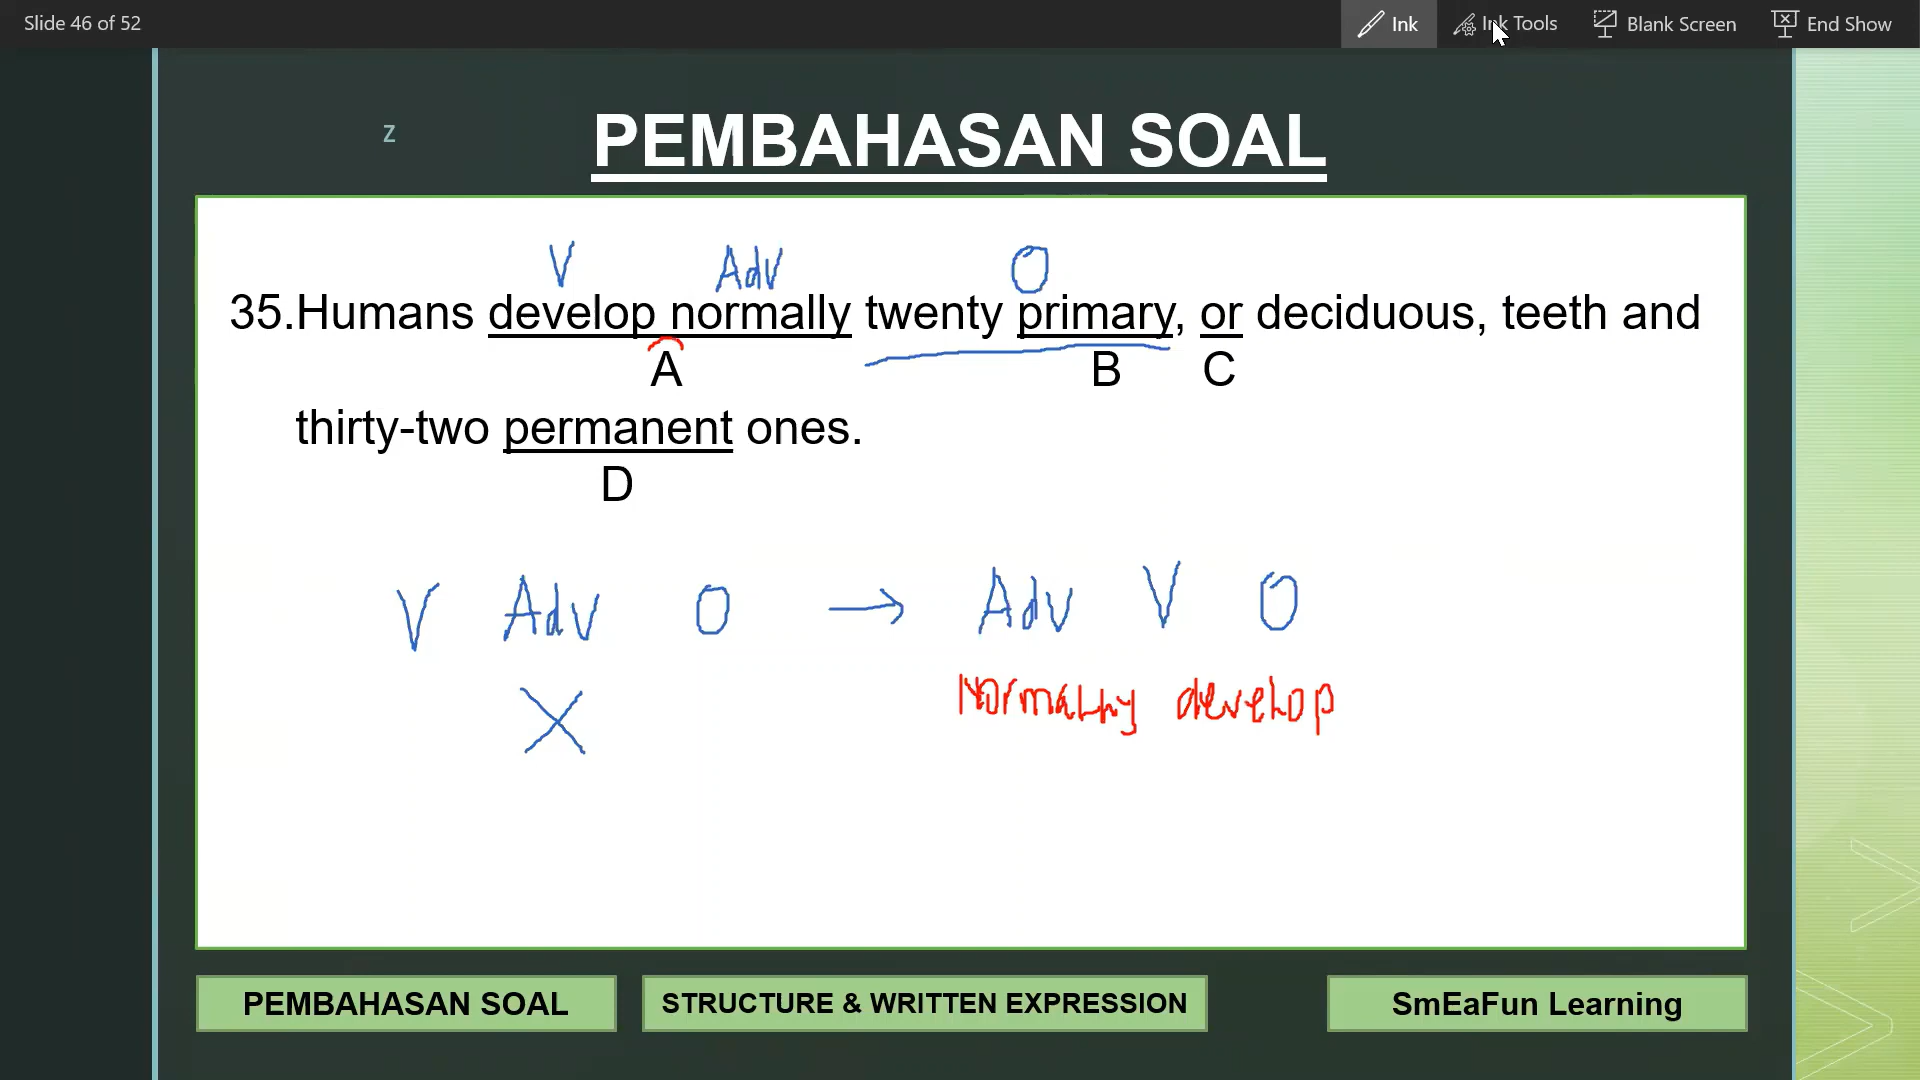 Slide 46 of 52
Ink
Ink Tools
Blank Screen
End Show
z
PEMBAHASAN SOAL
V Adv O
35.Humans develop normally twenty primary, or deciduous, teeth and
A B C
thirty-two permanent ones.
D
V Adv O → Adv V O
X Normally develop
PEMBAHASAN SOAL
STRUCTURE & WRITTEN EXPRESSION
SmEaFun Learning